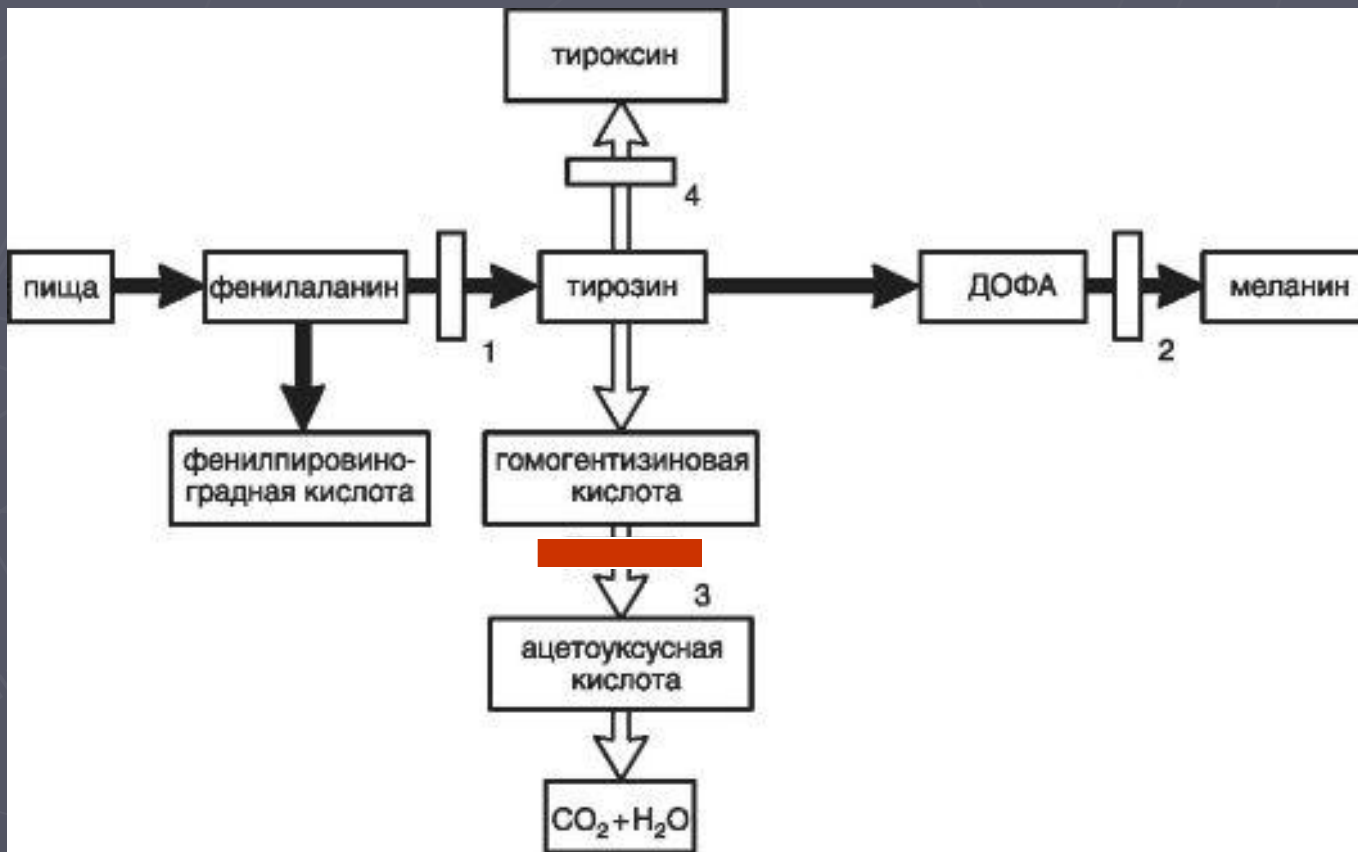 тироксин
4
пища
фенилаланин
1
тирозин
ДОФА
2
меланин
фенилпировино-
градная кислота
гомогентизиновая
кислота
3
ацетоуксусная
кислота
CO₂+H₂O